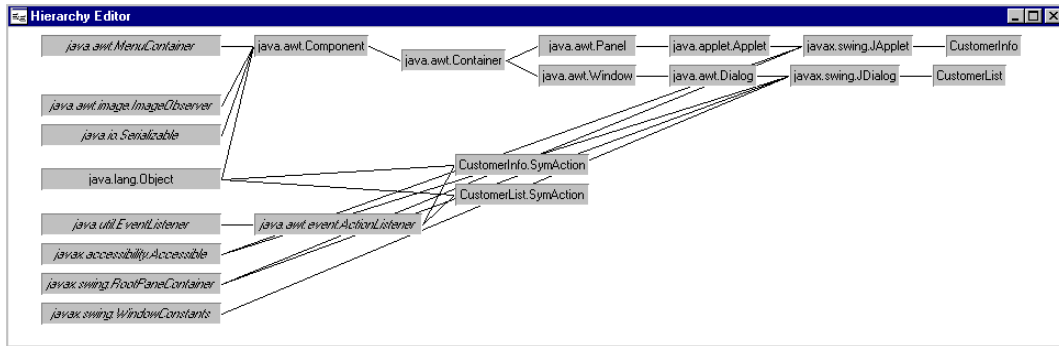 Hierarchy Editor
java.awt.MenuContainer
java.awt.Component
java.awt.Container
java.awt.Panel
java.applet.Applet
javax.swing.JApplet
CustomerInfo
java.awt.Window
java.awt.Dialog
javax.swing.JDialog
CustomerList
java.awt.image.ImageObserver
java.io.Serializable
java.lang.Object
CustomerInfo.SymAction
CustomerList.SymAction
java.util.EventListener
java.awt.event.ActionListener
javax.accessibility.Accessible
javax.swing.RootPaneContainer
javax.swing.WindowConstants